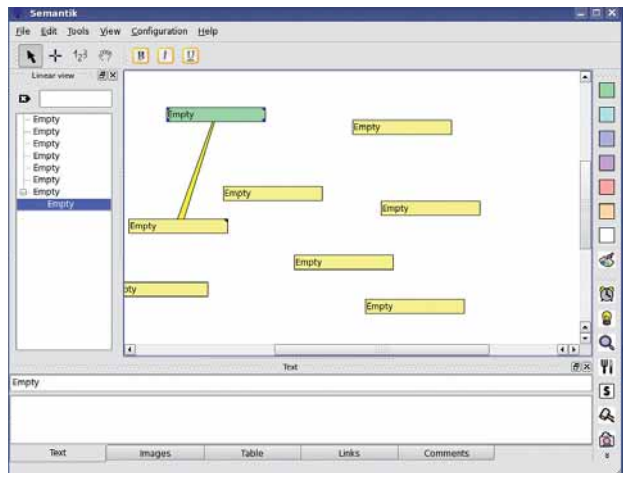 Semantik
File Edit Tools View Configuration Help
123 B I U
Linear view
Empty
Empty
Empty
Empty
Empty
Empty
Empty
Empty
Empty
Empty
Empty
Empty
Empty
Empty
pty
Empty
Text
Empty
S
Text Images Table Links Comments